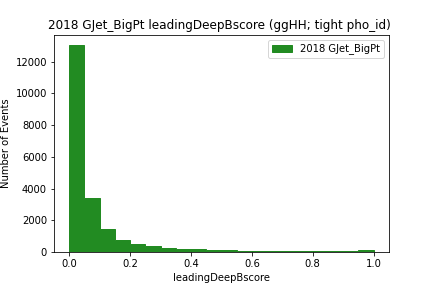 2018 GJet_BigPt leadingDeepBscore (ggHH; tight pho_id)
2018 GJet_BigPt
Number of Events
12000
10000
8000
6000
4000
2000
0
0.0 0.2 0.4 0.6 0.8 1.0
leadingDeepBscore